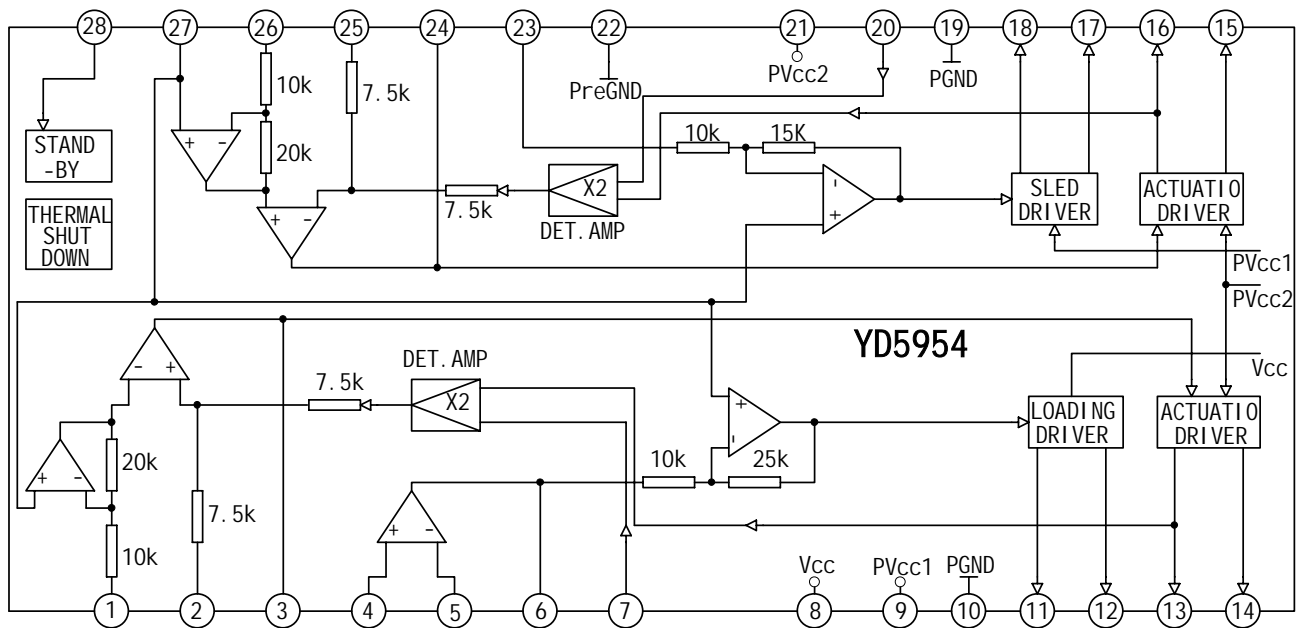 28 27 26 25 24 23 22 21 20 19 18 17 16 15
PreGND
PVcc2
PGND
10k
7.5k
STAND
-BY
+ -
20k
10k
15K
7.5k
X2
DET.AMP
-
+
SLED
DRIVER
ACTUATIO
DRIVER
THERMAL
SHUT
DOWN
+ -
PVcc1
PVcc2
YD5954
- +
7.5k
DET.AMP
X2
+
-
Vcc
LOADING
DRIVER
ACTUATIO
DRIVER
20k
+ -
10k
25k
7.5k
+ -
10k
Vcc
PVcc1
PGND
1 2 3 4 5 6 7 8 9 10 11 12 13 14